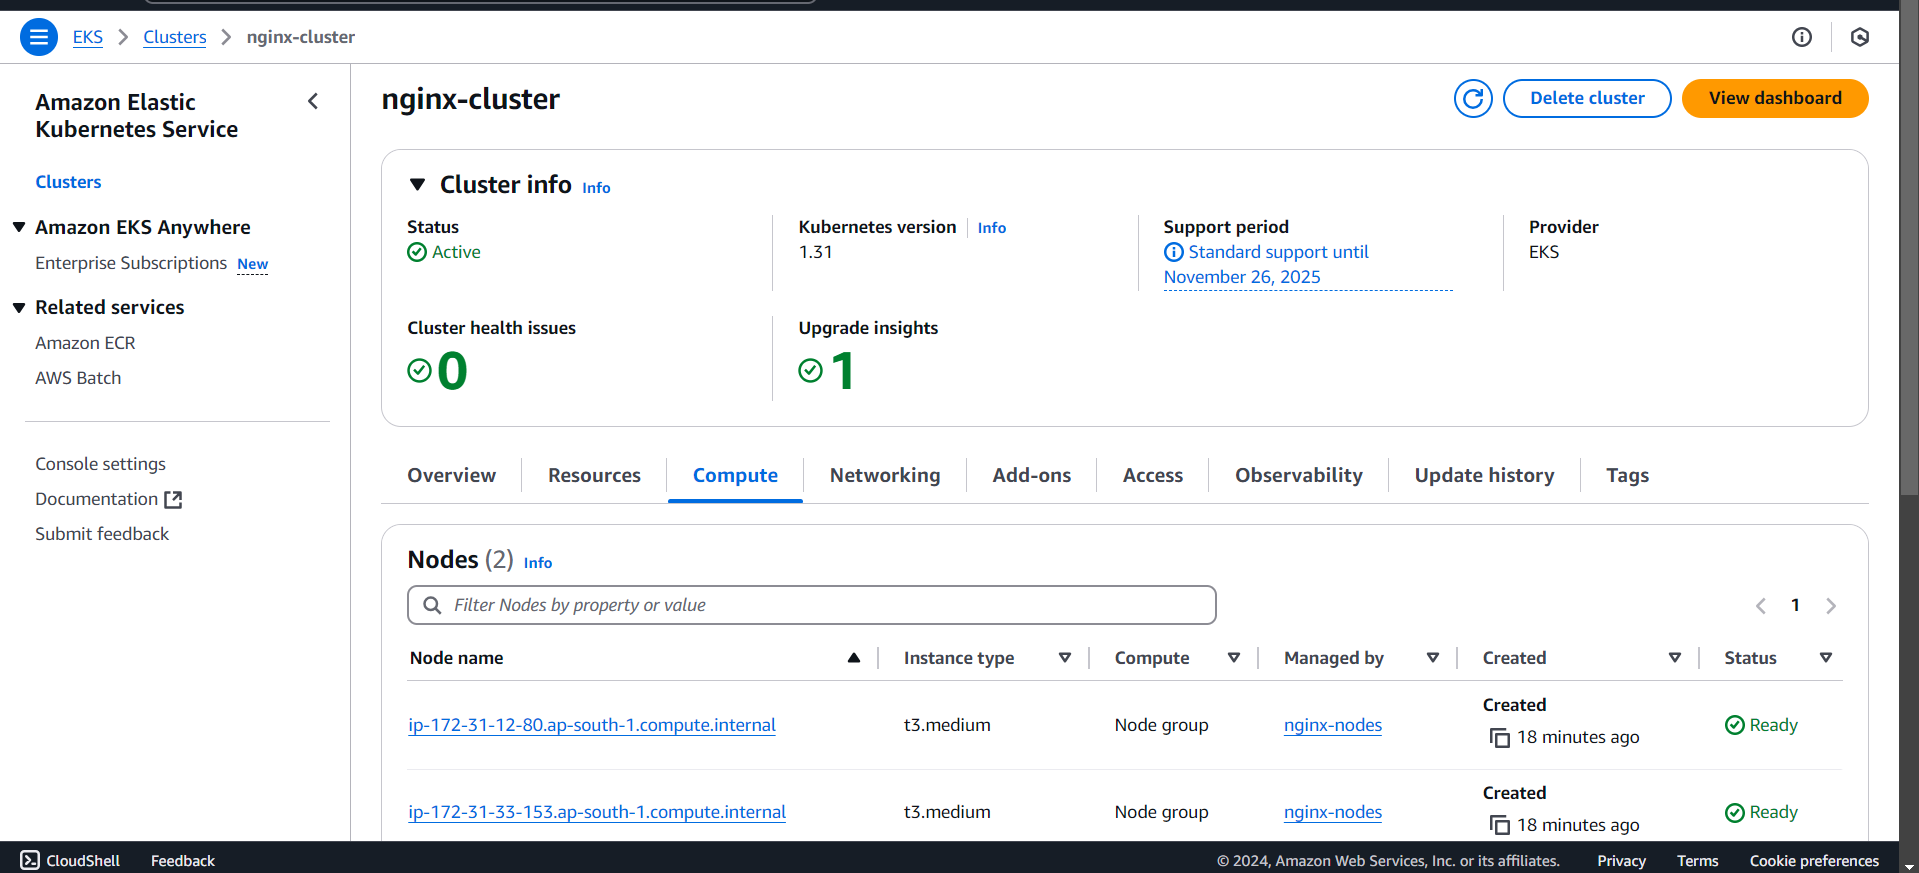 EKS > Clusters > nginx-cluster
Amazon Elastic
Kubernetes Service
Clusters
Amazon EKS Anywhere
Enterprise Subscriptions New
Related services
Amazon ECR
AWS Batch
Console settings
Documentation
Submit feedback
nginx-cluster
Delete cluster
View dashboard
Cluster info Info
Status
Active
Kubernetes version Info
1.31
Support period
Standard support until
November 26, 2025
Provider
EKS
Cluster health issues
0
Upgrade insights
1
Overview Resources Compute Networking Add-ons Access Observability Update history Tags
Nodes (2) Info
Filter Nodes by property or value
1
Node name Instance type Compute Managed by Created Status
ip-172-31-12-80.ap-south-1.compute.internal t3.medium Node group nginx-nodes Created
18 minutes ago Ready
ip-172-31-33-153.ap-south-1.compute.internal t3.medium Node group nginx-nodes Created
18 minutes ago Ready
CloudShell Feedback © 2024, Amazon Web Services, Inc. or its affiliates. Privacy Terms Cookie preferences